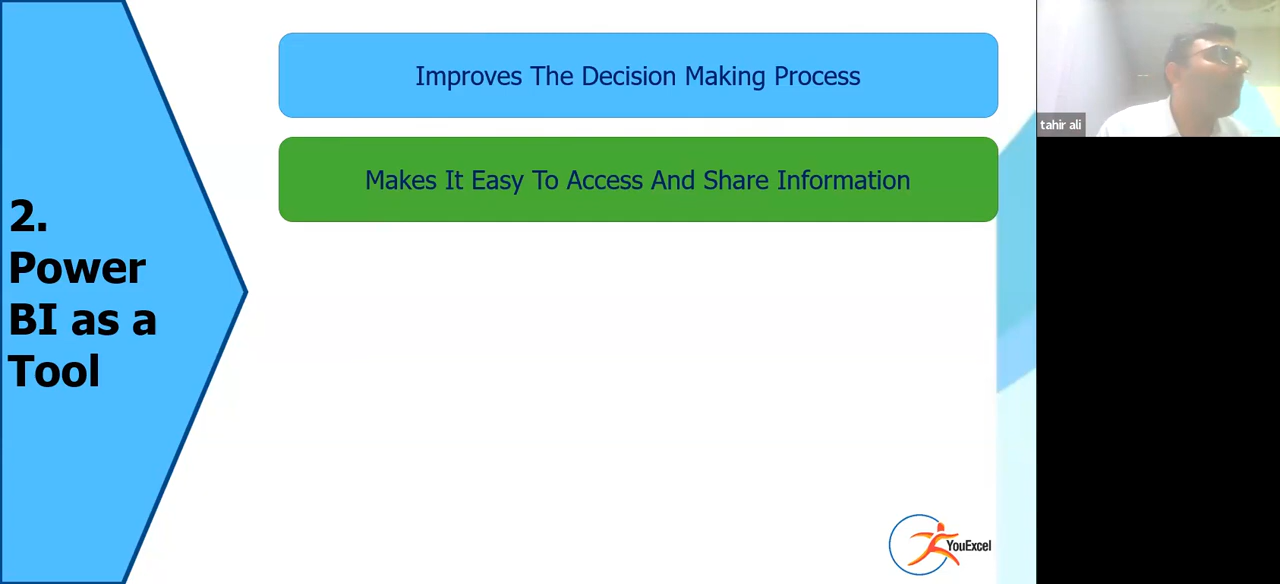 2.
Power
BI as a
Tool
Improves The Decision Making Process
Makes It Easy To Access And Share Information
tahir ali
YouExcel